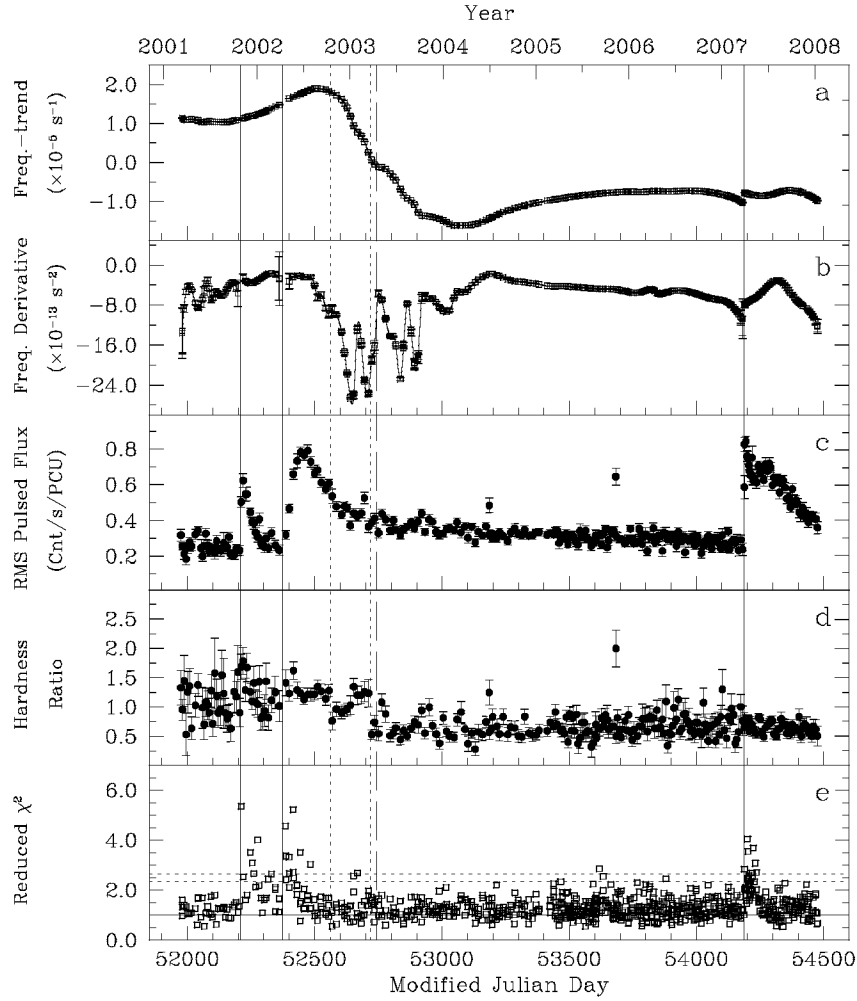 Year
2001 2002 2003 2004 2005 2006 2007 2008
a
Freq.-trend
(×10⁻⁵ s⁻¹)
2.0
1.0
0.0
−1.0
b
Freq. Derivative
(×10⁻¹³ s⁻²)
0.0
−8.0
−16.0
−24.0
c
RMS Pulsed Flux
(Cnt/s/PCU)
0.8
0.6
0.4
0.2
d
Hardness
Ratio
2.5
2.0
1.5
1.0
0.5
e
Reduced χ²
6.0
4.0
2.0
0.0
52000 52500 53000 53500 54000 54500
Modified Julian Day